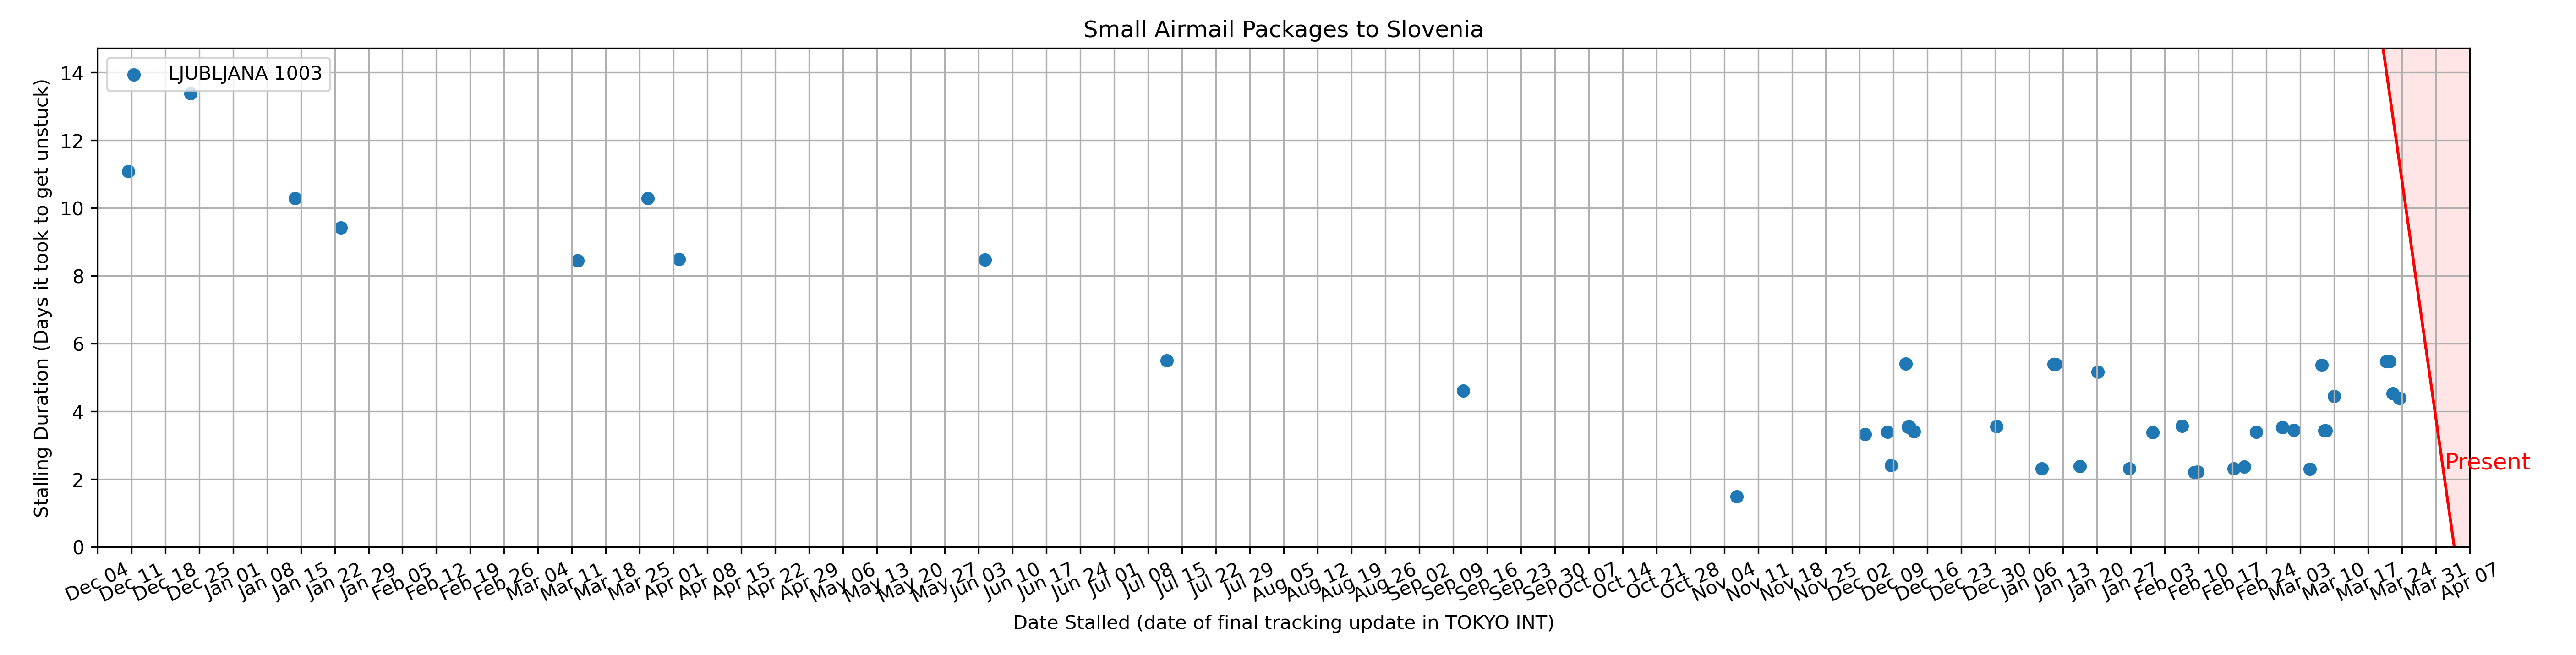 Small Airmail Packages to Slovenia
LJUBLJANA 1003
Stalling Duration (Days it took to get unstuck)
14
12
10
8
6
4
2
0
Present
Dec 04
Dec 11
Dec 18
Dec 25
Jan 01
Jan 08
Jan 15
Jan 22
Jan 29
Feb 05
Feb 12
Feb 19
Feb 26
Mar 04
Mar 11
Mar 18
Mar 25
Apr 01
Apr 08
Apr 15
Apr 22
Apr 29
May 06
May 13
May 20
May 27
Jun 03
Jun 10
Jun 17
Jun 24
Jul 01
Jul 08
Jul 15
Jul 22
Jul 29
Aug 05
Aug 12
Aug 19
Aug 26
Sep 02
Sep 09
Sep 16
Sep 23
Sep 30
Oct 07
Oct 14
Oct 21
Oct 28
Nov 04
Nov 11
Nov 18
Nov 25
Dec 02
Dec 09
Dec 16
Dec 23
Dec 30
Jan 06
Jan 13
Jan 20
Jan 27
Feb 03
Feb 10
Feb 17
Feb 24
Mar 03
Mar 10
Mar 17
Mar 24
Mar 31
Apr 07
Date Stalled (date of final tracking update in TOKYO INT)